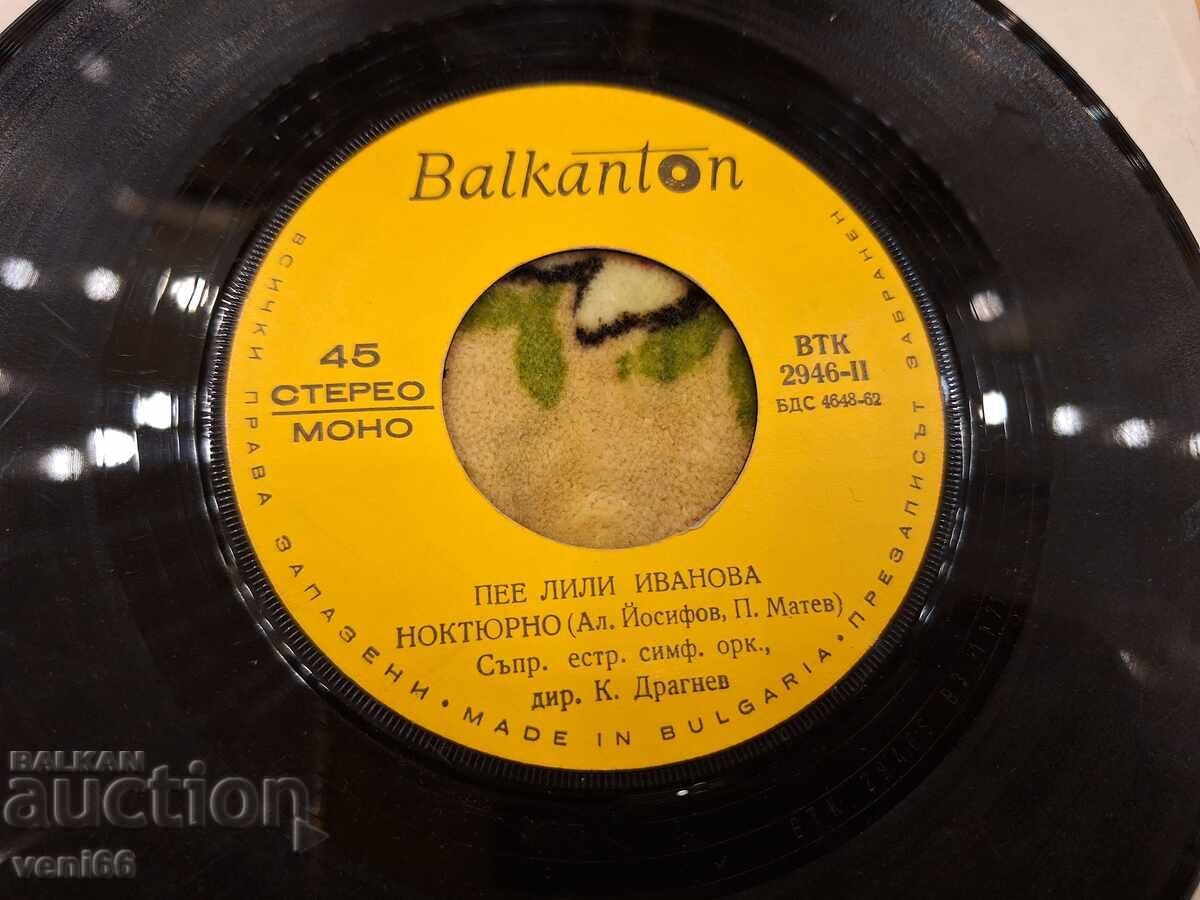 Balkanton
45
СТЕРЕО
МОНО
ВТК
2946-II
БДС 4648-62
ПЕЕ ЛИЛИ ИВАНОВА
НОКТЮРНО (Ал. Йосифов, П. Матев)
Съпр. естр. симф. орк.,
дир. К. Драгнев
ВСИЧКИ ПРАВА ЗАПАЗЕНИ • MADE IN BULGARIA • ПРЕЗАПИСЪТ ЗАБРАНЕН
BALKAN
auction
veni66